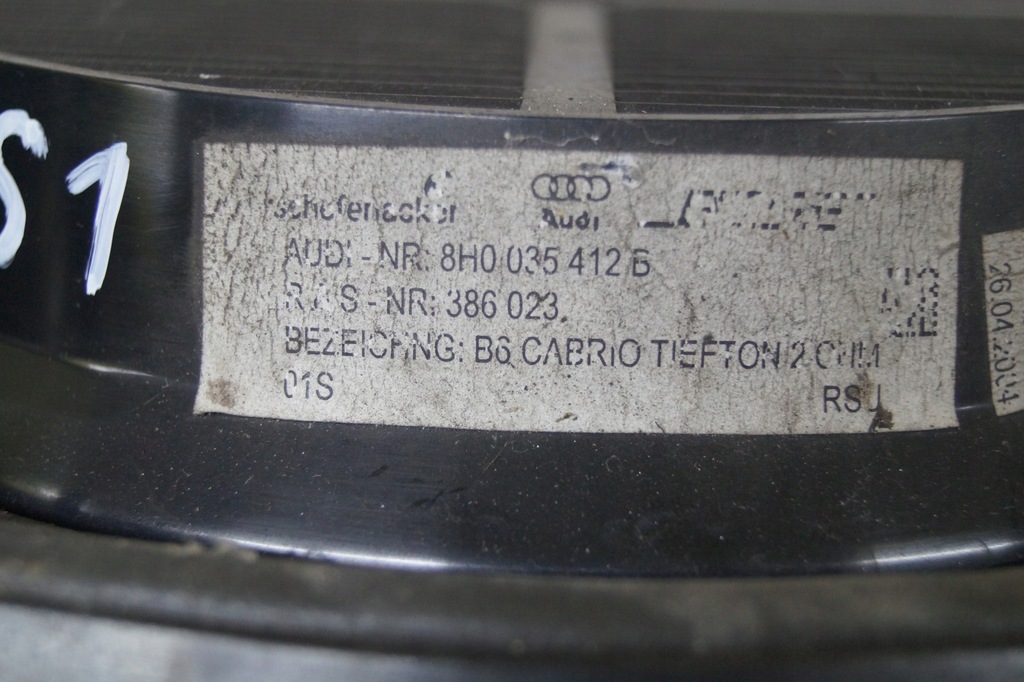 S1
schefenacker
Audi
AUDI - NR: 8H0 035 412 B
NR: 386 023
BEZEICHNG: B6 CABRIO TIEFTON 2 OHM
01S
26.04.2004